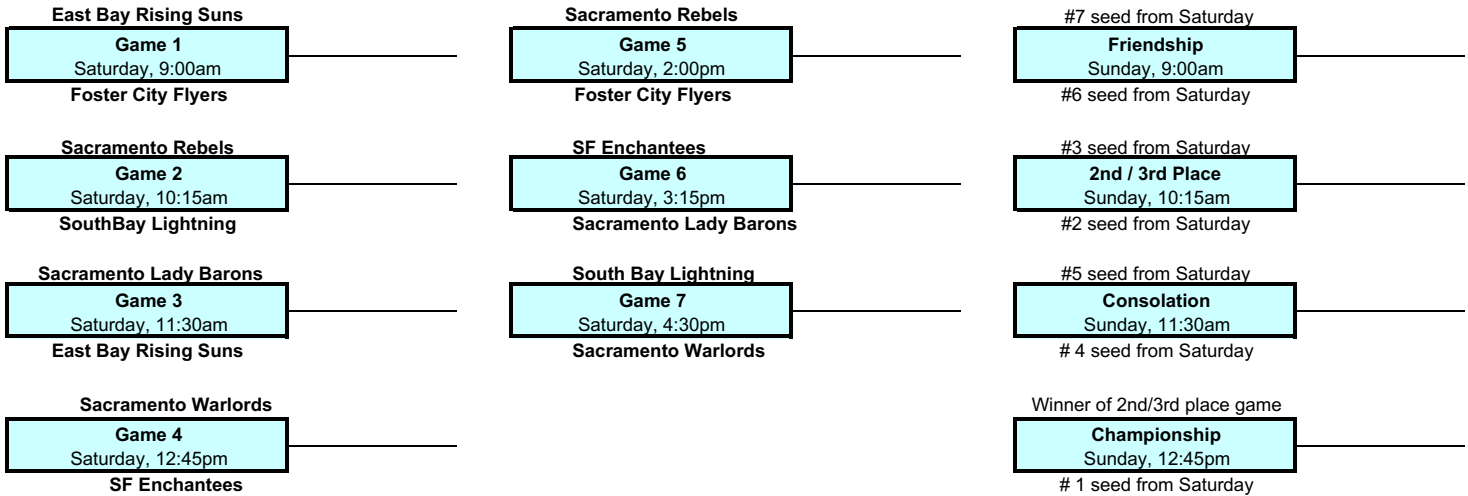 East Bay Rising Suns
Game 1
Saturday, 9:00am
Foster City Flyers
Sacramento Rebels
Game 2
Saturday, 10:15am
SouthBay Lightning
Sacramento Lady Barons
Game 3
Saturday, 11:30am
East Bay Rising Suns
Sacramento Warlords
Game 4
Saturday, 12:45pm
SF Enchantees
Sacramento Rebels
Game 5
Saturday, 2:00pm
Foster City Flyers
SF Enchantees
Game 6
Saturday, 3:15pm
Sacramento Lady Barons
South Bay Lightning
Game 7
Saturday, 4:30pm
Sacramento Warlords
#7 seed from Saturday
Friendship
Sunday, 9:00am
#6 seed from Saturday
#3 seed from Saturday
2nd / 3rd Place
Sunday, 10:15am
#2 seed from Saturday
#5 seed from Saturday
Consolation
Sunday, 11:30am
# 4 seed from Saturday
Winner of 2nd/3rd place game
Championship
Sunday, 12:45pm
# 1 seed from Saturday